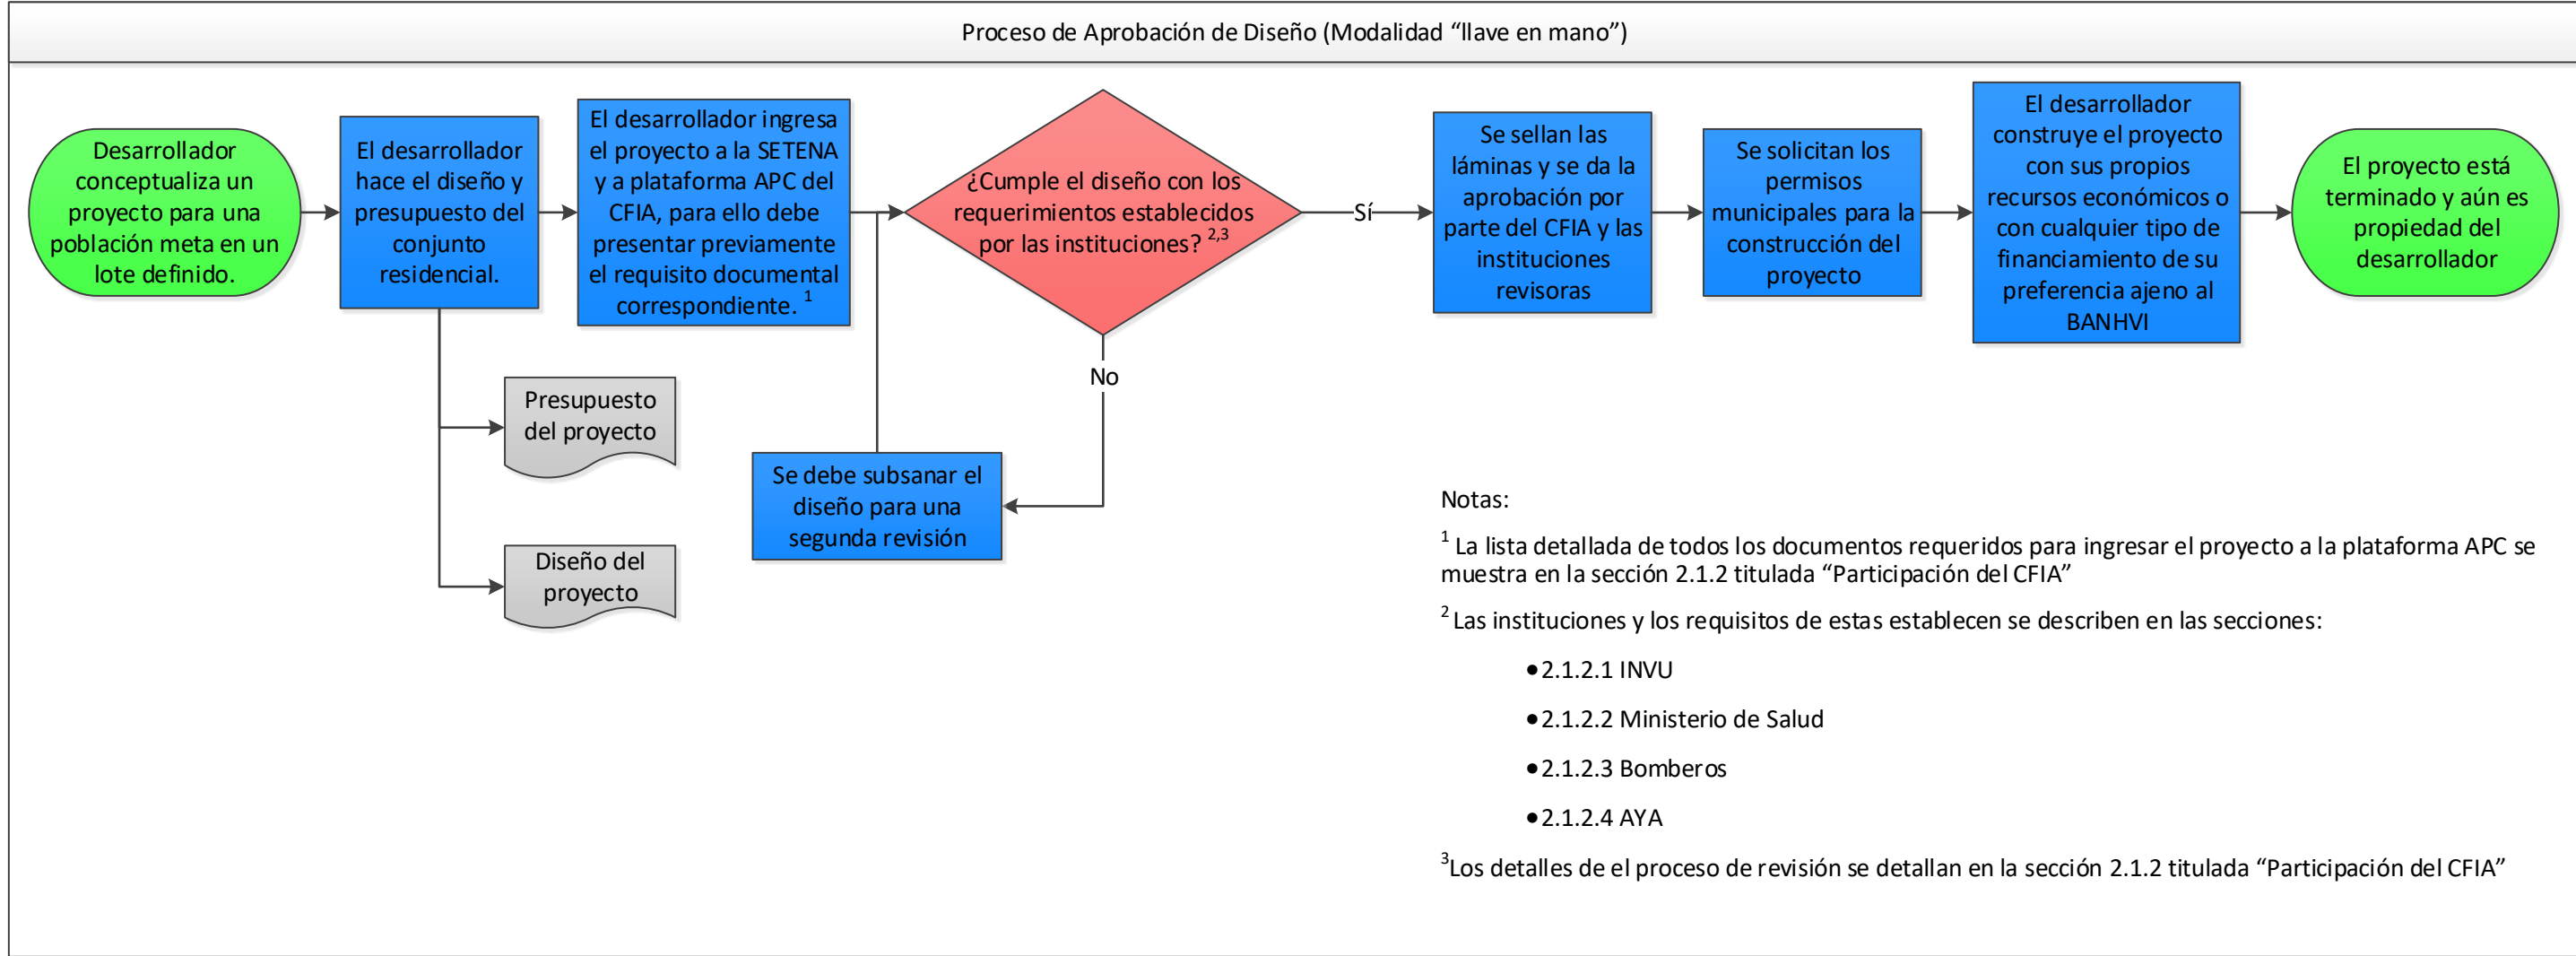 Proceso de Aprobación de Diseño (Modalidad “llave en mano”)
Desarrollador
conceptualiza un
proyecto para una
población meta en un
lote definido.
El desarrollador
hace el diseño y
presupuesto del
conjunto
residencial.
El desarrollador ingresa
el proyecto a la SETENA
y a plataforma APC del
CFIA, para ello debe
presentar previamente
el requisito documental
correspondiente. 1
¿Cumple el diseño con los
requerimientos establecidos
por las instituciones? 2,3
Sí
Se sellan las
láminas y se da la
aprobación por
parte del CFIA y las
instituciones
revisoras
Se solicitan los
permisos
municipales para la
construcción del
proyecto
El desarrollador
construye el proyecto
con sus propios
recursos económicos o
con cualquier tipo de
financiamiento de su
preferencia ajeno al
BANHVI
El proyecto está
terminado y aún es
propiedad del
desarrollador
No
Presupuesto
del proyecto
Se debe subsanar el
diseño para una
segunda revisión
Diseño del
proyecto
Notas:
1 La lista detallada de todos los documentos requeridos para ingresar el proyecto a la plataforma APC se
muestra en la sección 2.1.2 titulada “Participación del CFIA”
2 Las instituciones y los requisitos de estas establecen se describen en las secciones:
•2.1.2.1 INVU
•2.1.2.2 Ministerio de Salud
•2.1.2.3 Bomberos
•2.1.2.4 AYA
3Los detalles de el proceso de revisión se detallan en la sección 2.1.2 titulada “Participación del CFIA”